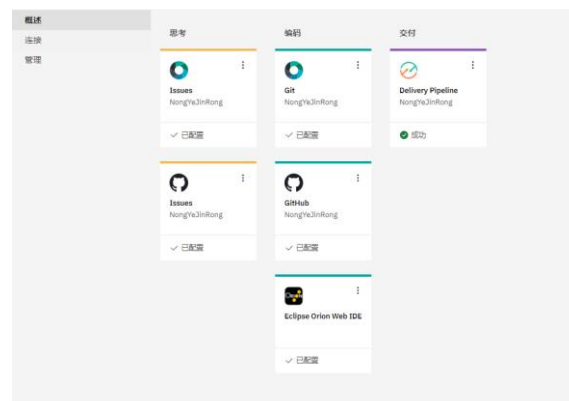 概述
连接
管理
思考
Issues
NongYeJinRong
已配置
Issues
NongYeJinRong
已配置
编码
Git
NongYeJinRong
已配置
GitHub
NongYeJinRong
已配置
Eclipse Orion Web IDE
已配置
交付
Delivery Pipeline
NongYeJinRong
成功